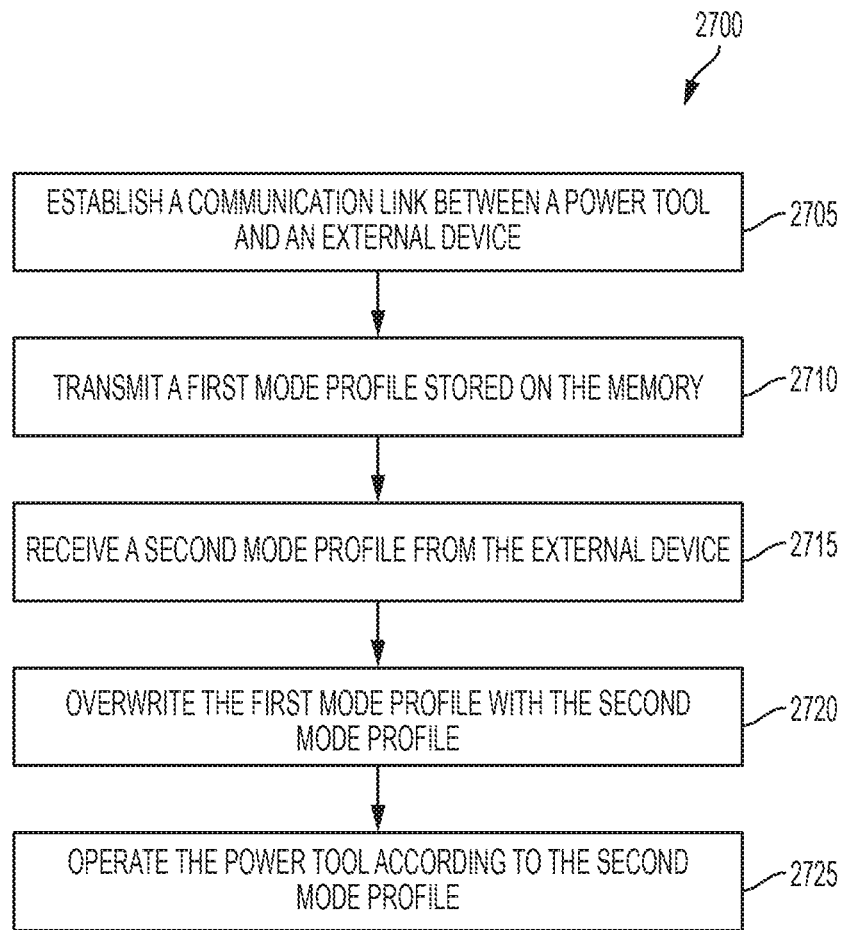 2700
ESTABLISH A COMMUNICATION LINK BETWEEN A POWER TOOL
AND AN EXTERNAL DEVICE
2705
TRANSMIT A FIRST MODE PROFILE STORED ON THE MEMORY
2710
RECEIVE A SECOND MODE PROFILE FROM THE EXTERNAL DEVICE
2715
OVERWRITE THE FIRST MODE PROFILE WITH THE SECOND
MODE PROFILE
2720
OPERATE THE POWER TOOL ACCORDING TO THE SECOND
MODE PROFILE
2725